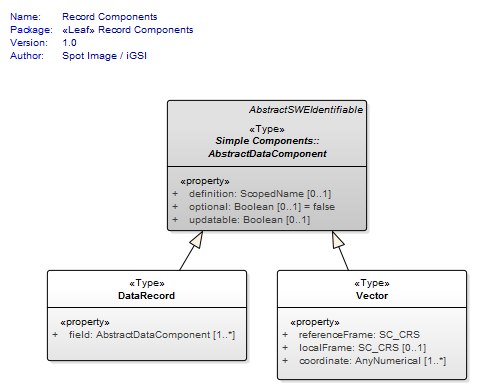 Name: Record Components
Package: «Leaf» Record Components
Version: 1.0
Author: Spot Image / iGSI
AbstractSWEIdentifiable
«Type»
Simple Components::
AbstractDataComponent
«property»
+ definition: ScopedName [0..1]
+ optional: Boolean [0..1] = false
+ updatable: Boolean [0..1]
«Type»
DataRecord
«property»
+ field: AbstractDataComponent [1..*]
«Type»
Vector
«property»
+ referenceFrame: SC_CRS
+ localFrame: SC_CRS [0..1]
+ coordinate: AnyNumerical [1..*]